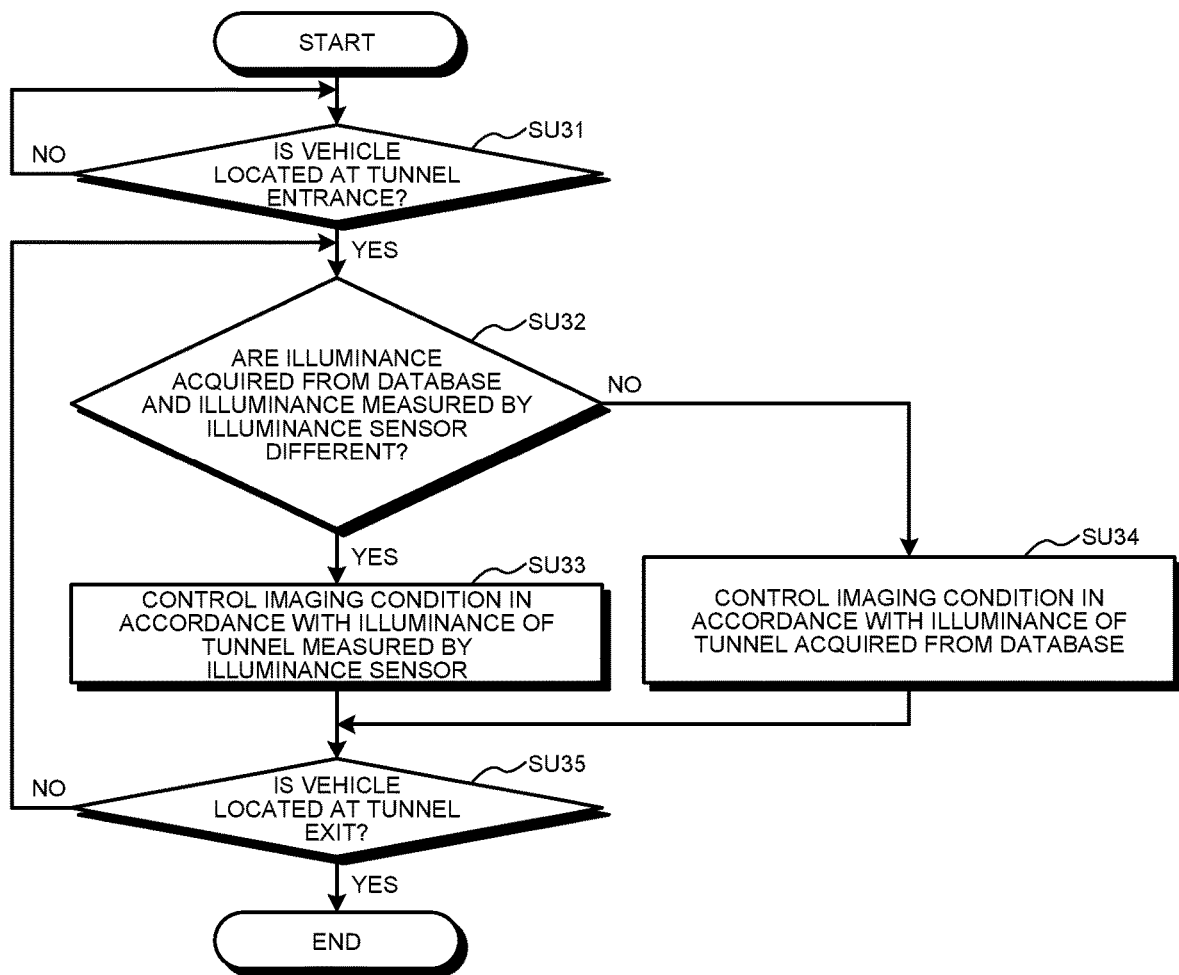 START
SU31
NO
IS VEHICLE
LOCATED AT TUNNEL
ENTRANCE?
YES
SU32
ARE ILLUMINANCE
ACQUIRED FROM DATABASE
AND ILLUMINANCE MEASURED BY
ILLUMINANCE SENSOR
DIFFERENT?
NO
YES
SU33
CONTROL IMAGING CONDITION IN
ACCORDANCE WITH ILLUMINANCE OF
TUNNEL MEASURED BY
ILLUMINANCE SENSOR
SU34
CONTROL IMAGING CONDITION IN
ACCORDANCE WITH ILLUMINANCE OF
TUNNEL ACQUIRED FROM DATABASE
SU35
NO
IS VEHICLE
LOCATED AT TUNNEL
EXIT?
YES
END